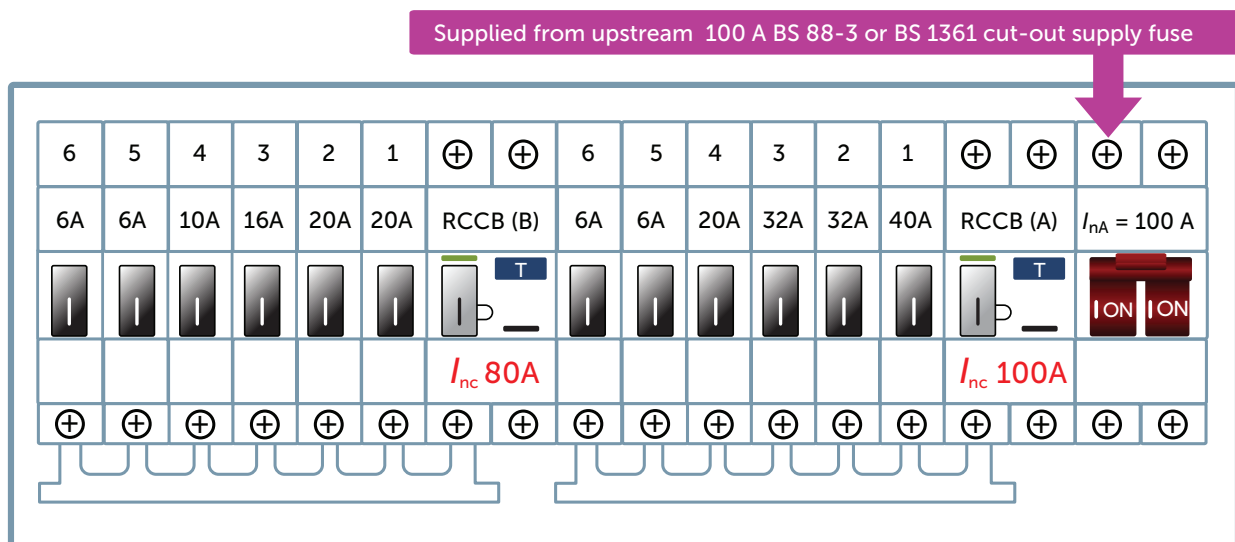 Supplied from upstream 100 A BS 88-3 or BS 1361 cut-out supply fuse
6 5 4 3 2 1 6 5 4 3 2 1
6A 6A 10A 16A 20A 20A RCCB (B) 6A 6A 20A 32A 32A 40A RCCB (A) InA = 100 A
T T
I I I I I I I I I I I I I I I ON I ON
Inc 80A Inc 100A